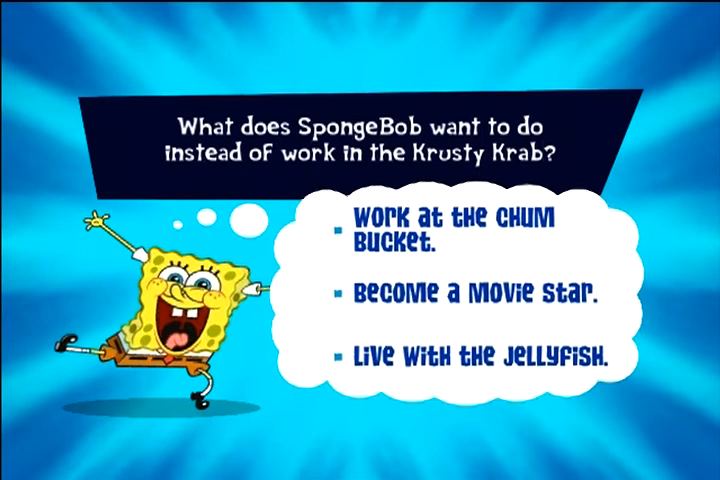 What does SpongeBob want to do
instead of work in the Krusty Krab?
Work at the Chum
Bucket.
Become a movie star.
Live with the jellyfish.